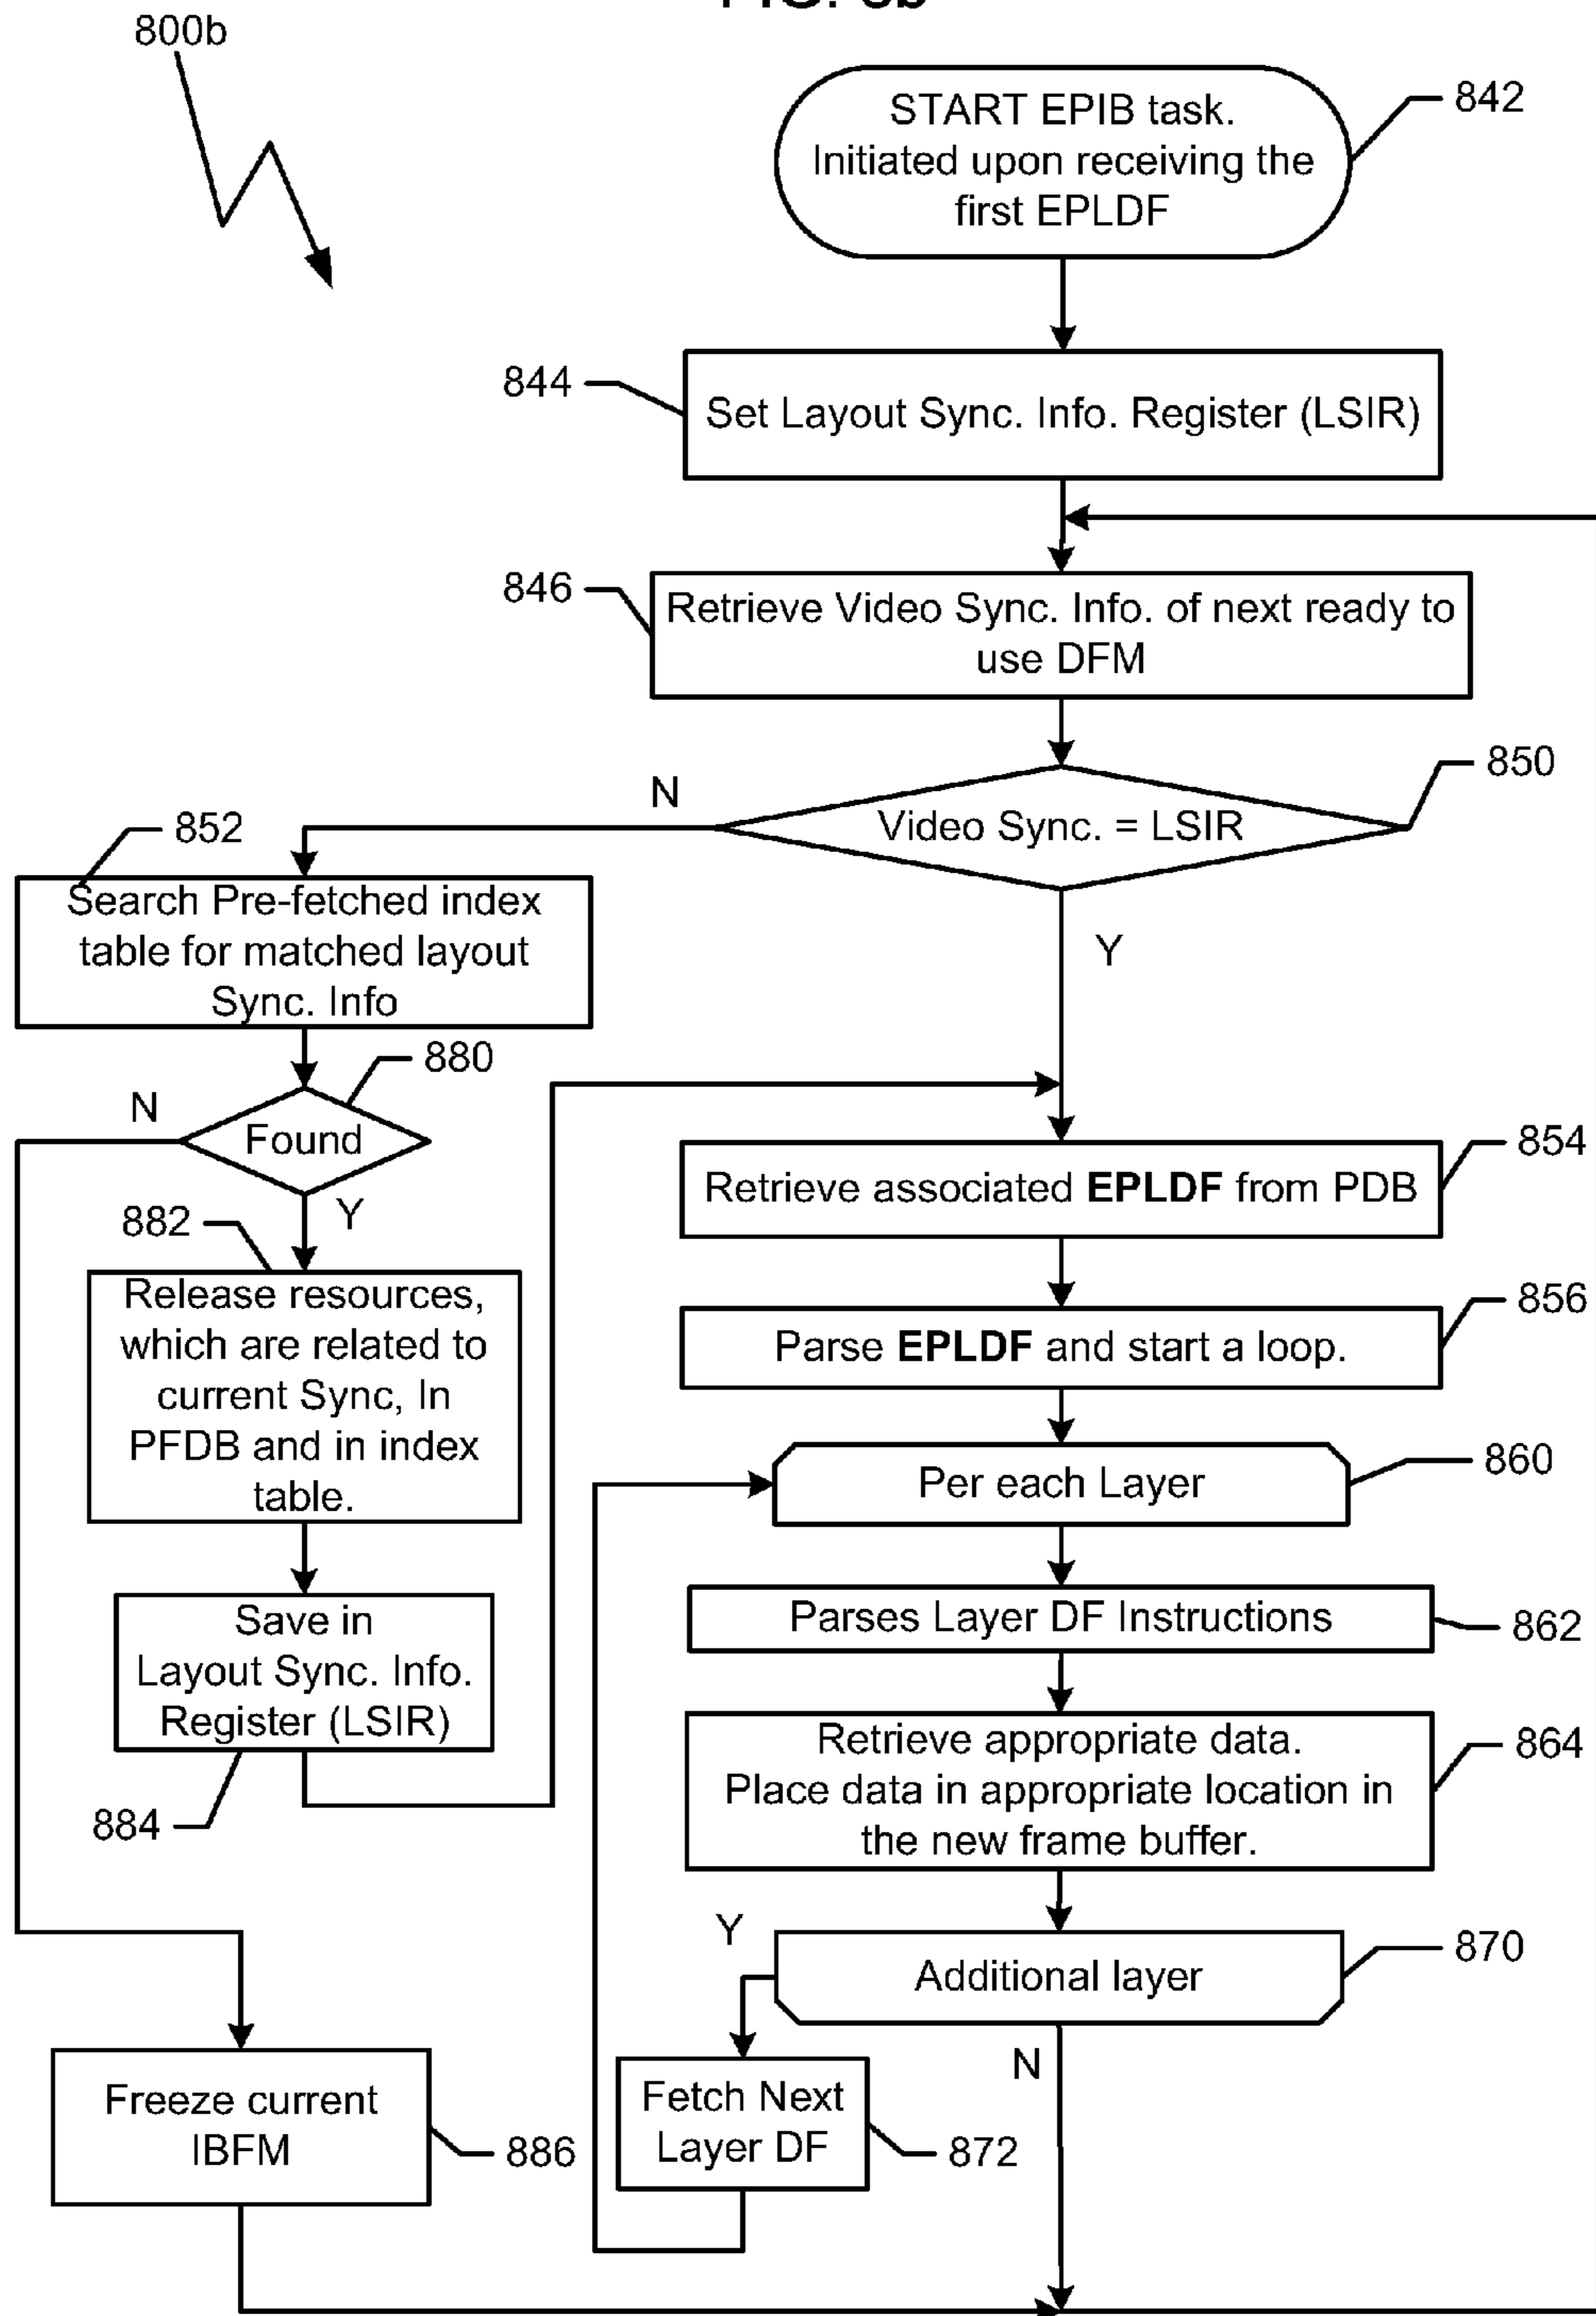 800b
START EPIB task.
Initiated upon receiving the
first EPLDF
842
844
Set Layout Sync. Info. Register (LSIR)
846
Retrieve Video Sync. Info. of next ready to
use DFM
850
N
Video Sync. = LSIR
852
Search Pre-fetched index
table for matched layout
Sync. Info
Y
880
N
Found
854
Retrieve associated EPLDF from PDB
882
Y
Release resources,
which are related to
current Sync, In
PFDB and in index
table.
856
Parse EPLDF and start a loop.
860
Per each Layer
Parses Layer DF Instructions
862
Save in
Layout Sync. Info.
Register (LSIR)
884
Retrieve appropriate data.
Place data in appropriate location in
the new frame buffer.
864
Y
Additional layer
870
N
Freeze current
IBFM
886
Fetch Next
Layer DF
872